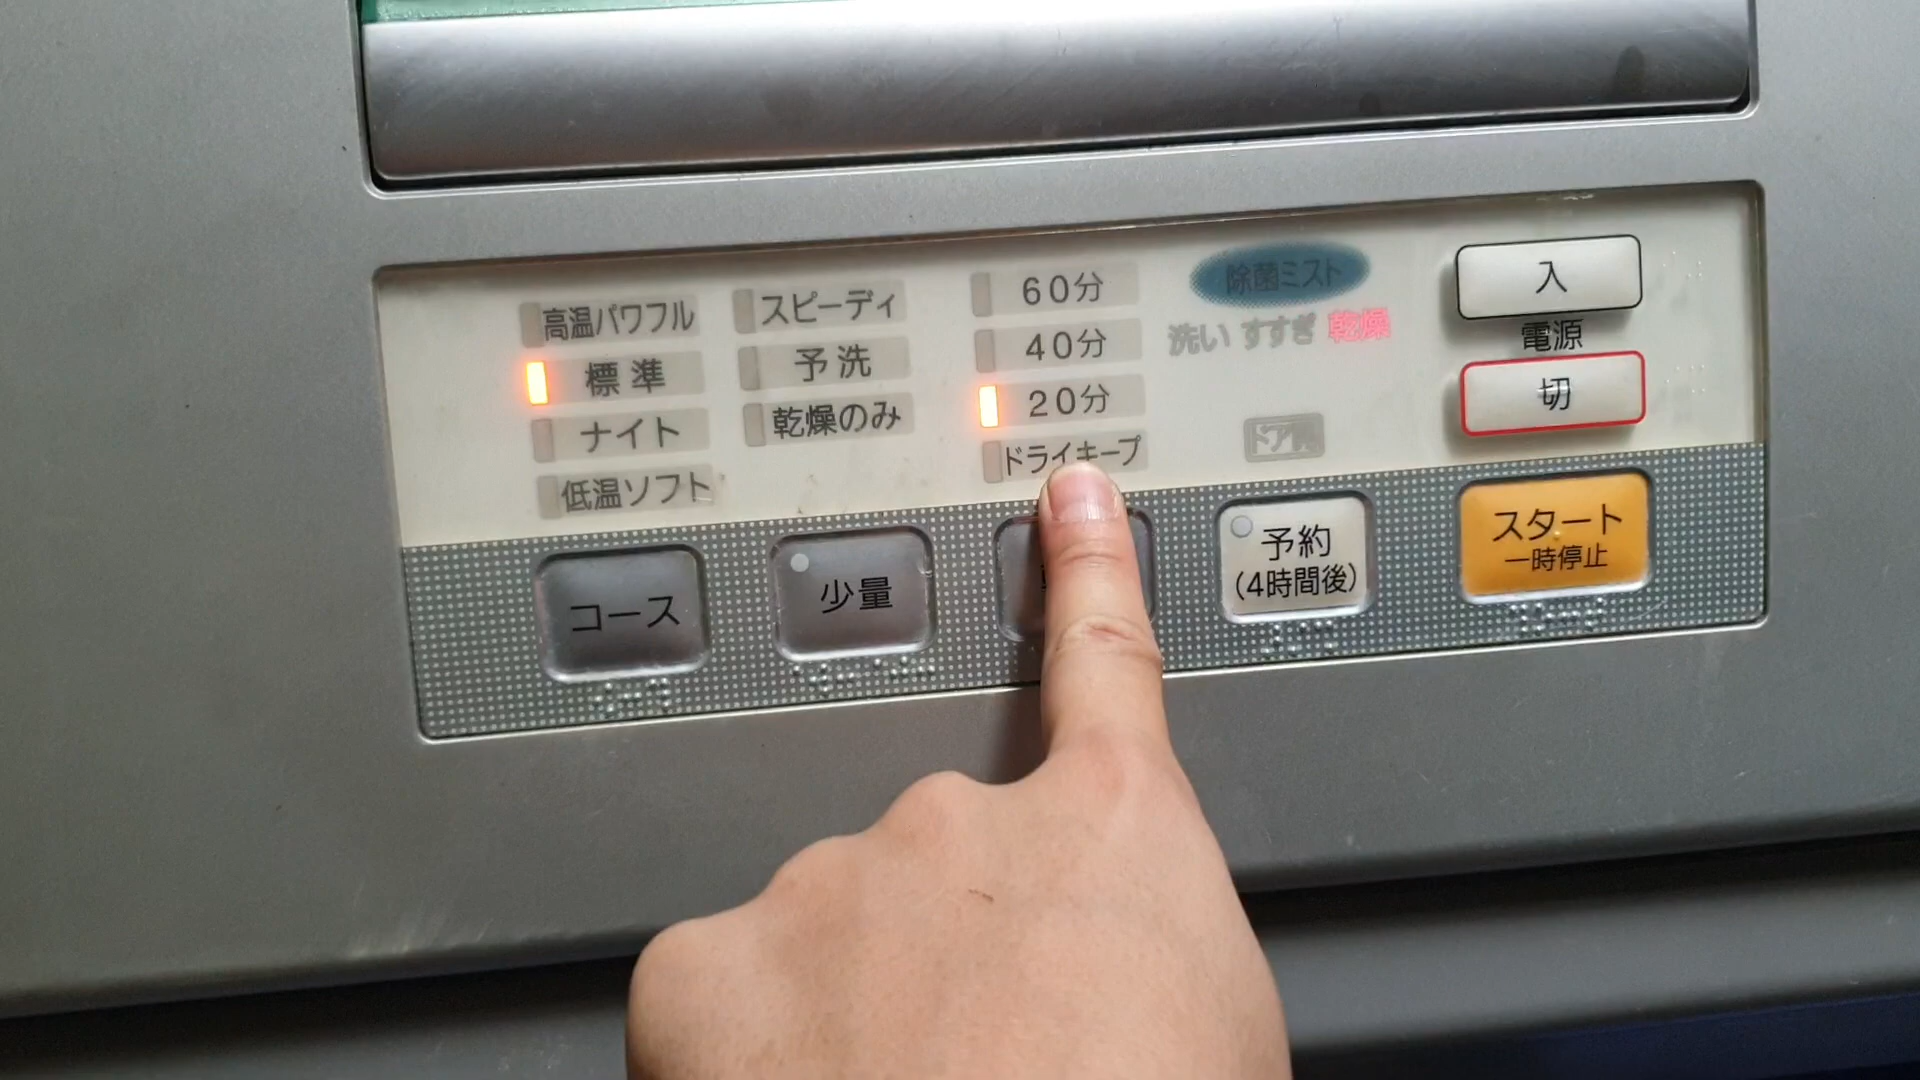 高温パワフル
標準
ナイト
低温ソフト
スピーディ
予洗
乾燥のみ
60分
40分
20分
ドライキープ
除菌ミスト
洗い すすぎ 乾燥
入
電源
切
コース
少量
予約
(4時間後)
スタート
一時停止